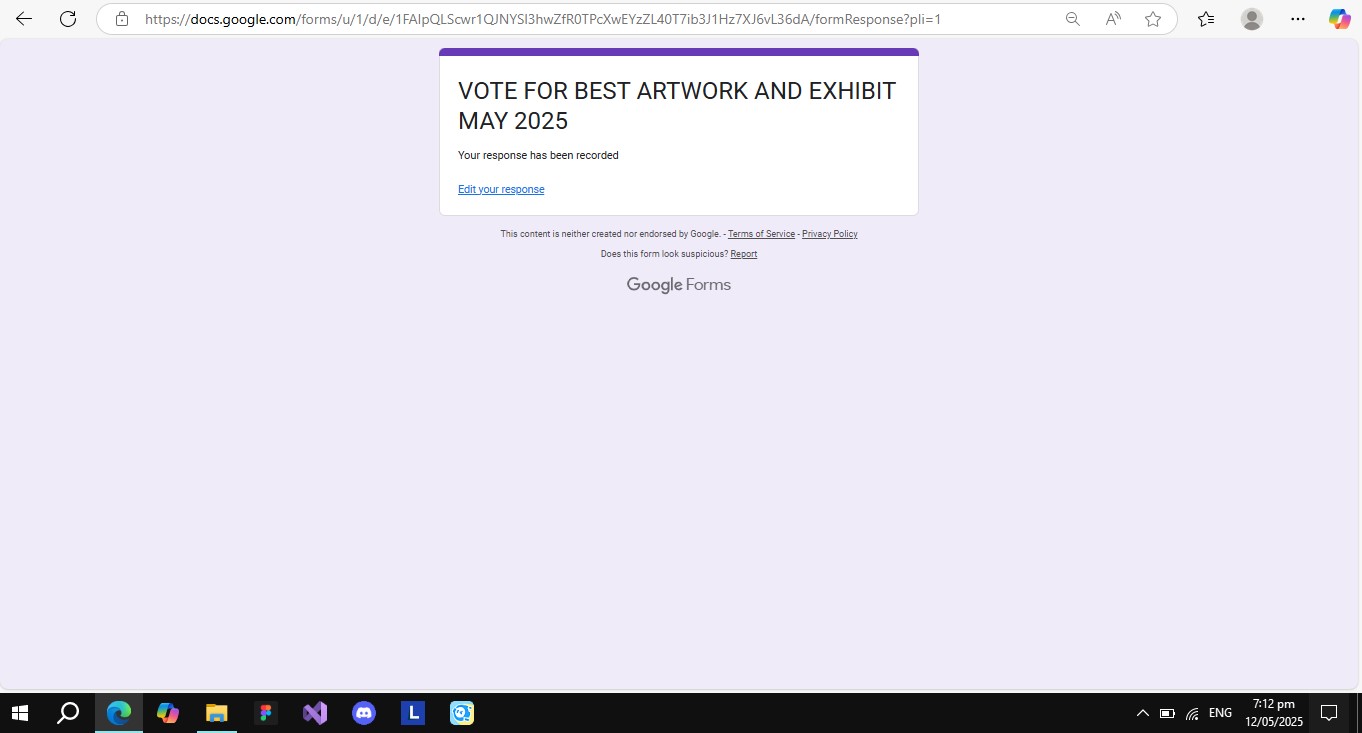 https://docs.google.com/forms/u/1/d/e/1FAIpQLScwr1QJNYSI3hwZfR0TPcXwEYzZL40T7ib3J1Hz7XJ6vL36dA/formResponse?pli=1
VOTE FOR BEST ARTWORK AND EXHIBIT
MAY 2025
Your response has been recorded
Edit your response
This content is neither created nor endorsed by Google. - Terms of Service - Privacy Policy
Does this form look suspicious? Report
Google Forms
L
ENG
7:12 pm
12/05/2025